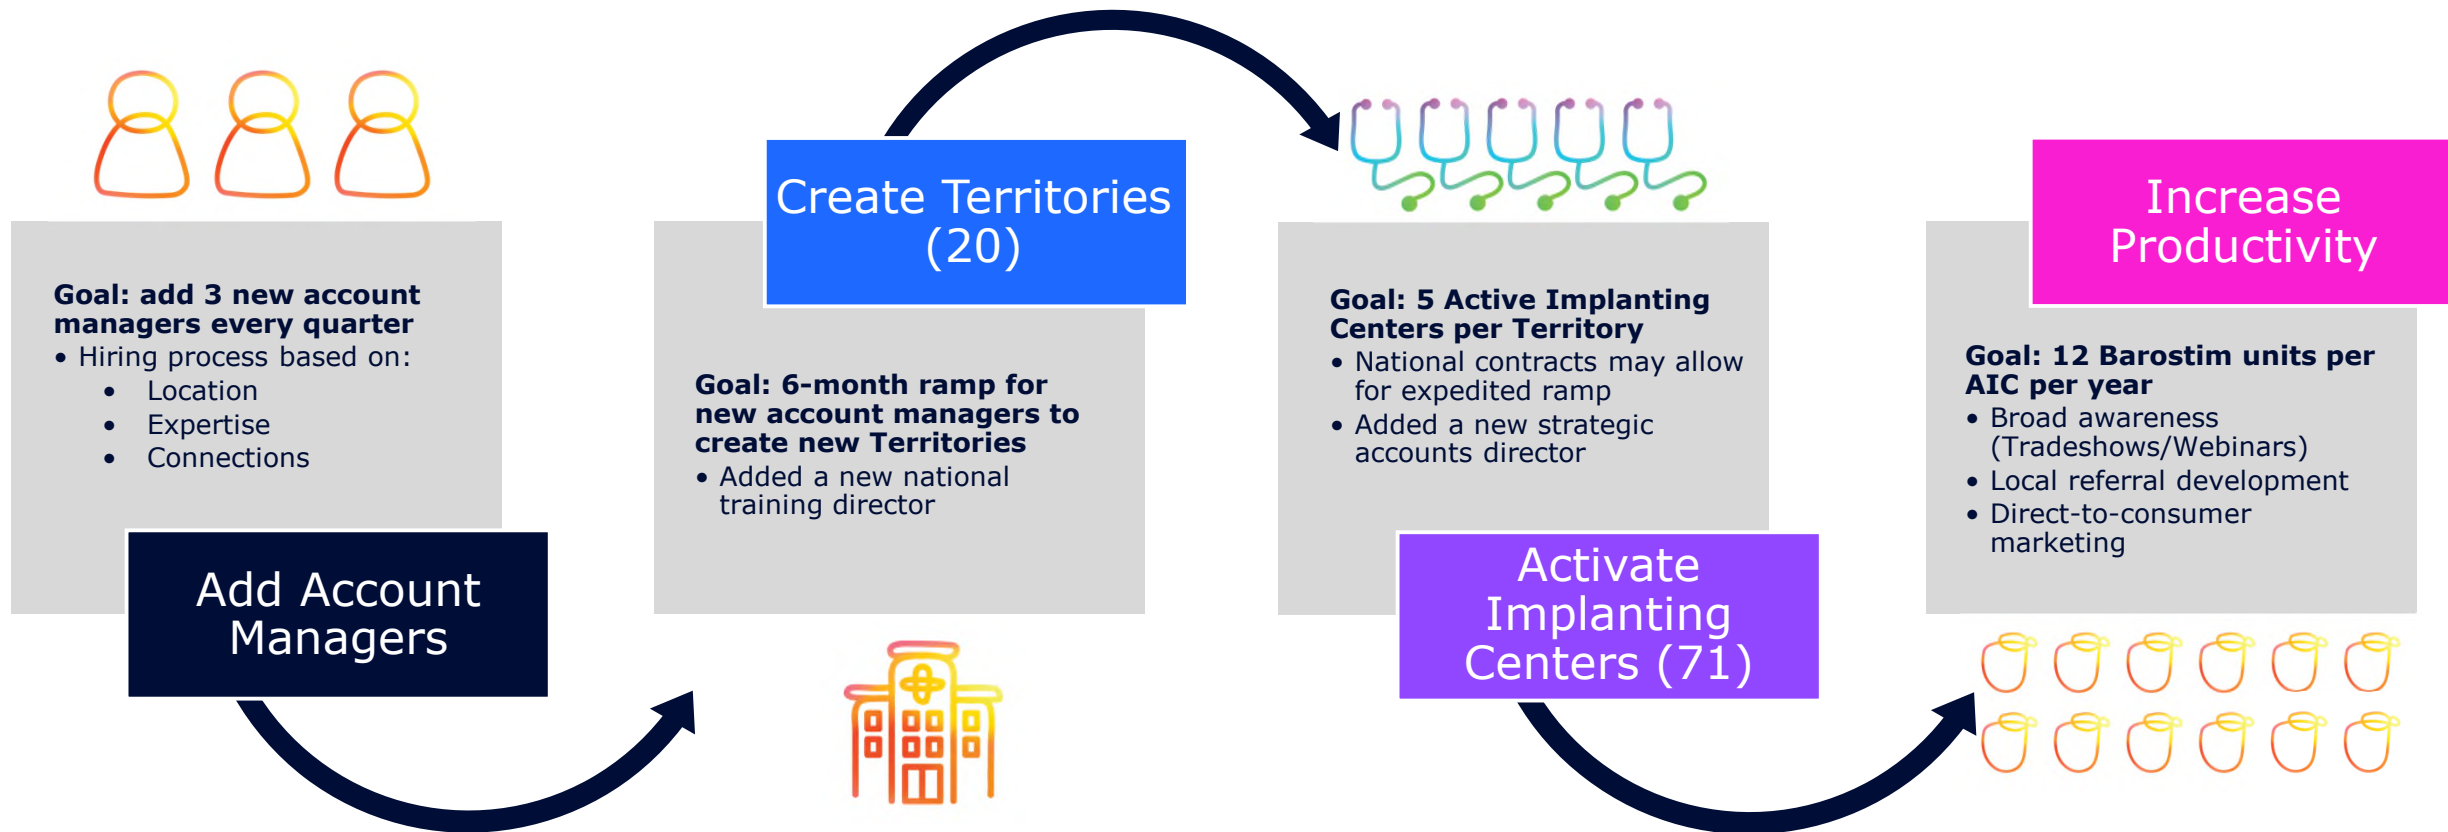 Goal: add 3 new account
managers every quarter
• Hiring process based on:
• Location
• Expertise
• Connections
Add Account
Managers
Create Territories
(20)
Goal: 6-month ramp for
new account managers to
create new Territories
• Added a new national
training director
Goal: 5 Active Implanting
Centers per Territory
• National contracts may allow
for expedited ramp
• Added a new strategic
accounts director
Activate
Implanting
Centers (71)
Increase
Productivity
Goal: 12 Barostim units per
AIC per year
• Broad awareness
(Tradeshows/Webinars)
• Local referral development
• Direct-to-consumer
marketing